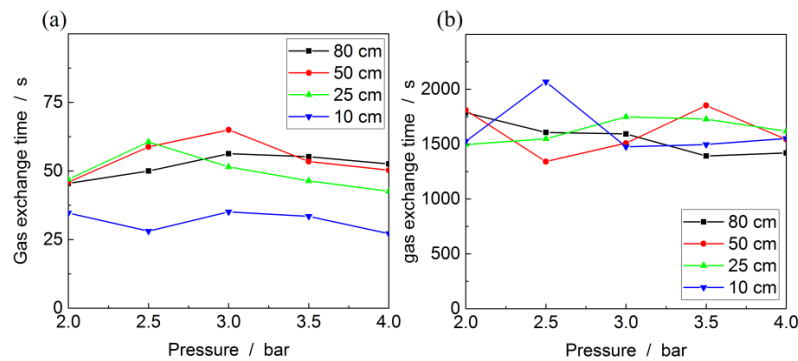 (a)
Gas exchange time / s
75
50
25
0
2.0 2.5 3.0 3.5 4.0
Pressure / bar
80 cm
50 cm
25 cm
10 cm
(b)
gas exchange time / s
2000
1500
1000
500
0
2.0 2.5 3.0 3.5 4.0
Pressure / bar
80 cm
50 cm
25 cm
10 cm